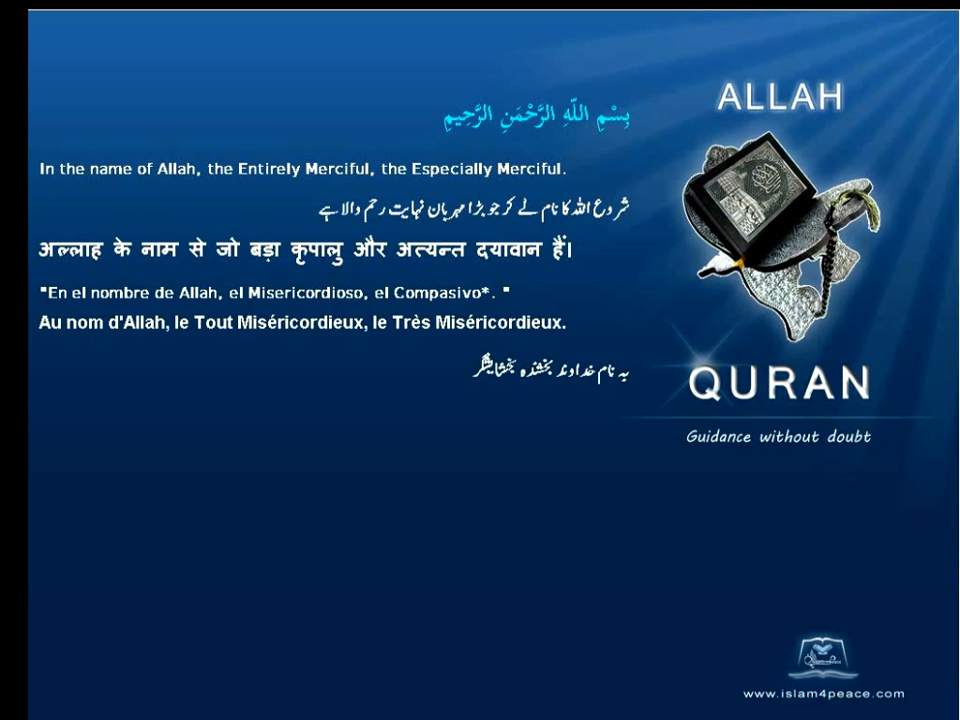 بِسْمِ اللّهِ الرَّحْمَنِ الرَّحِيمِ
In the name of Allah, the Entirely Merciful, the Especially Merciful.
شروع اللہ کا نام لے کر جو بڑا مہربان نہایت رحم والا ہے
अल्लाह के नाम से जो बड़ा कृपालु और अत्यन्त दयावान हैं।
"En el nombre de Allah, el Misericordioso, el Compasivo*. "
Au nom d'Allah, le Tout Miséricordieux, le Très Miséricordieux.
به نام خداوند بخشنده بخشایشگر
ALLAH
QURAN
Guidance without doubt
www.islam4peace.com